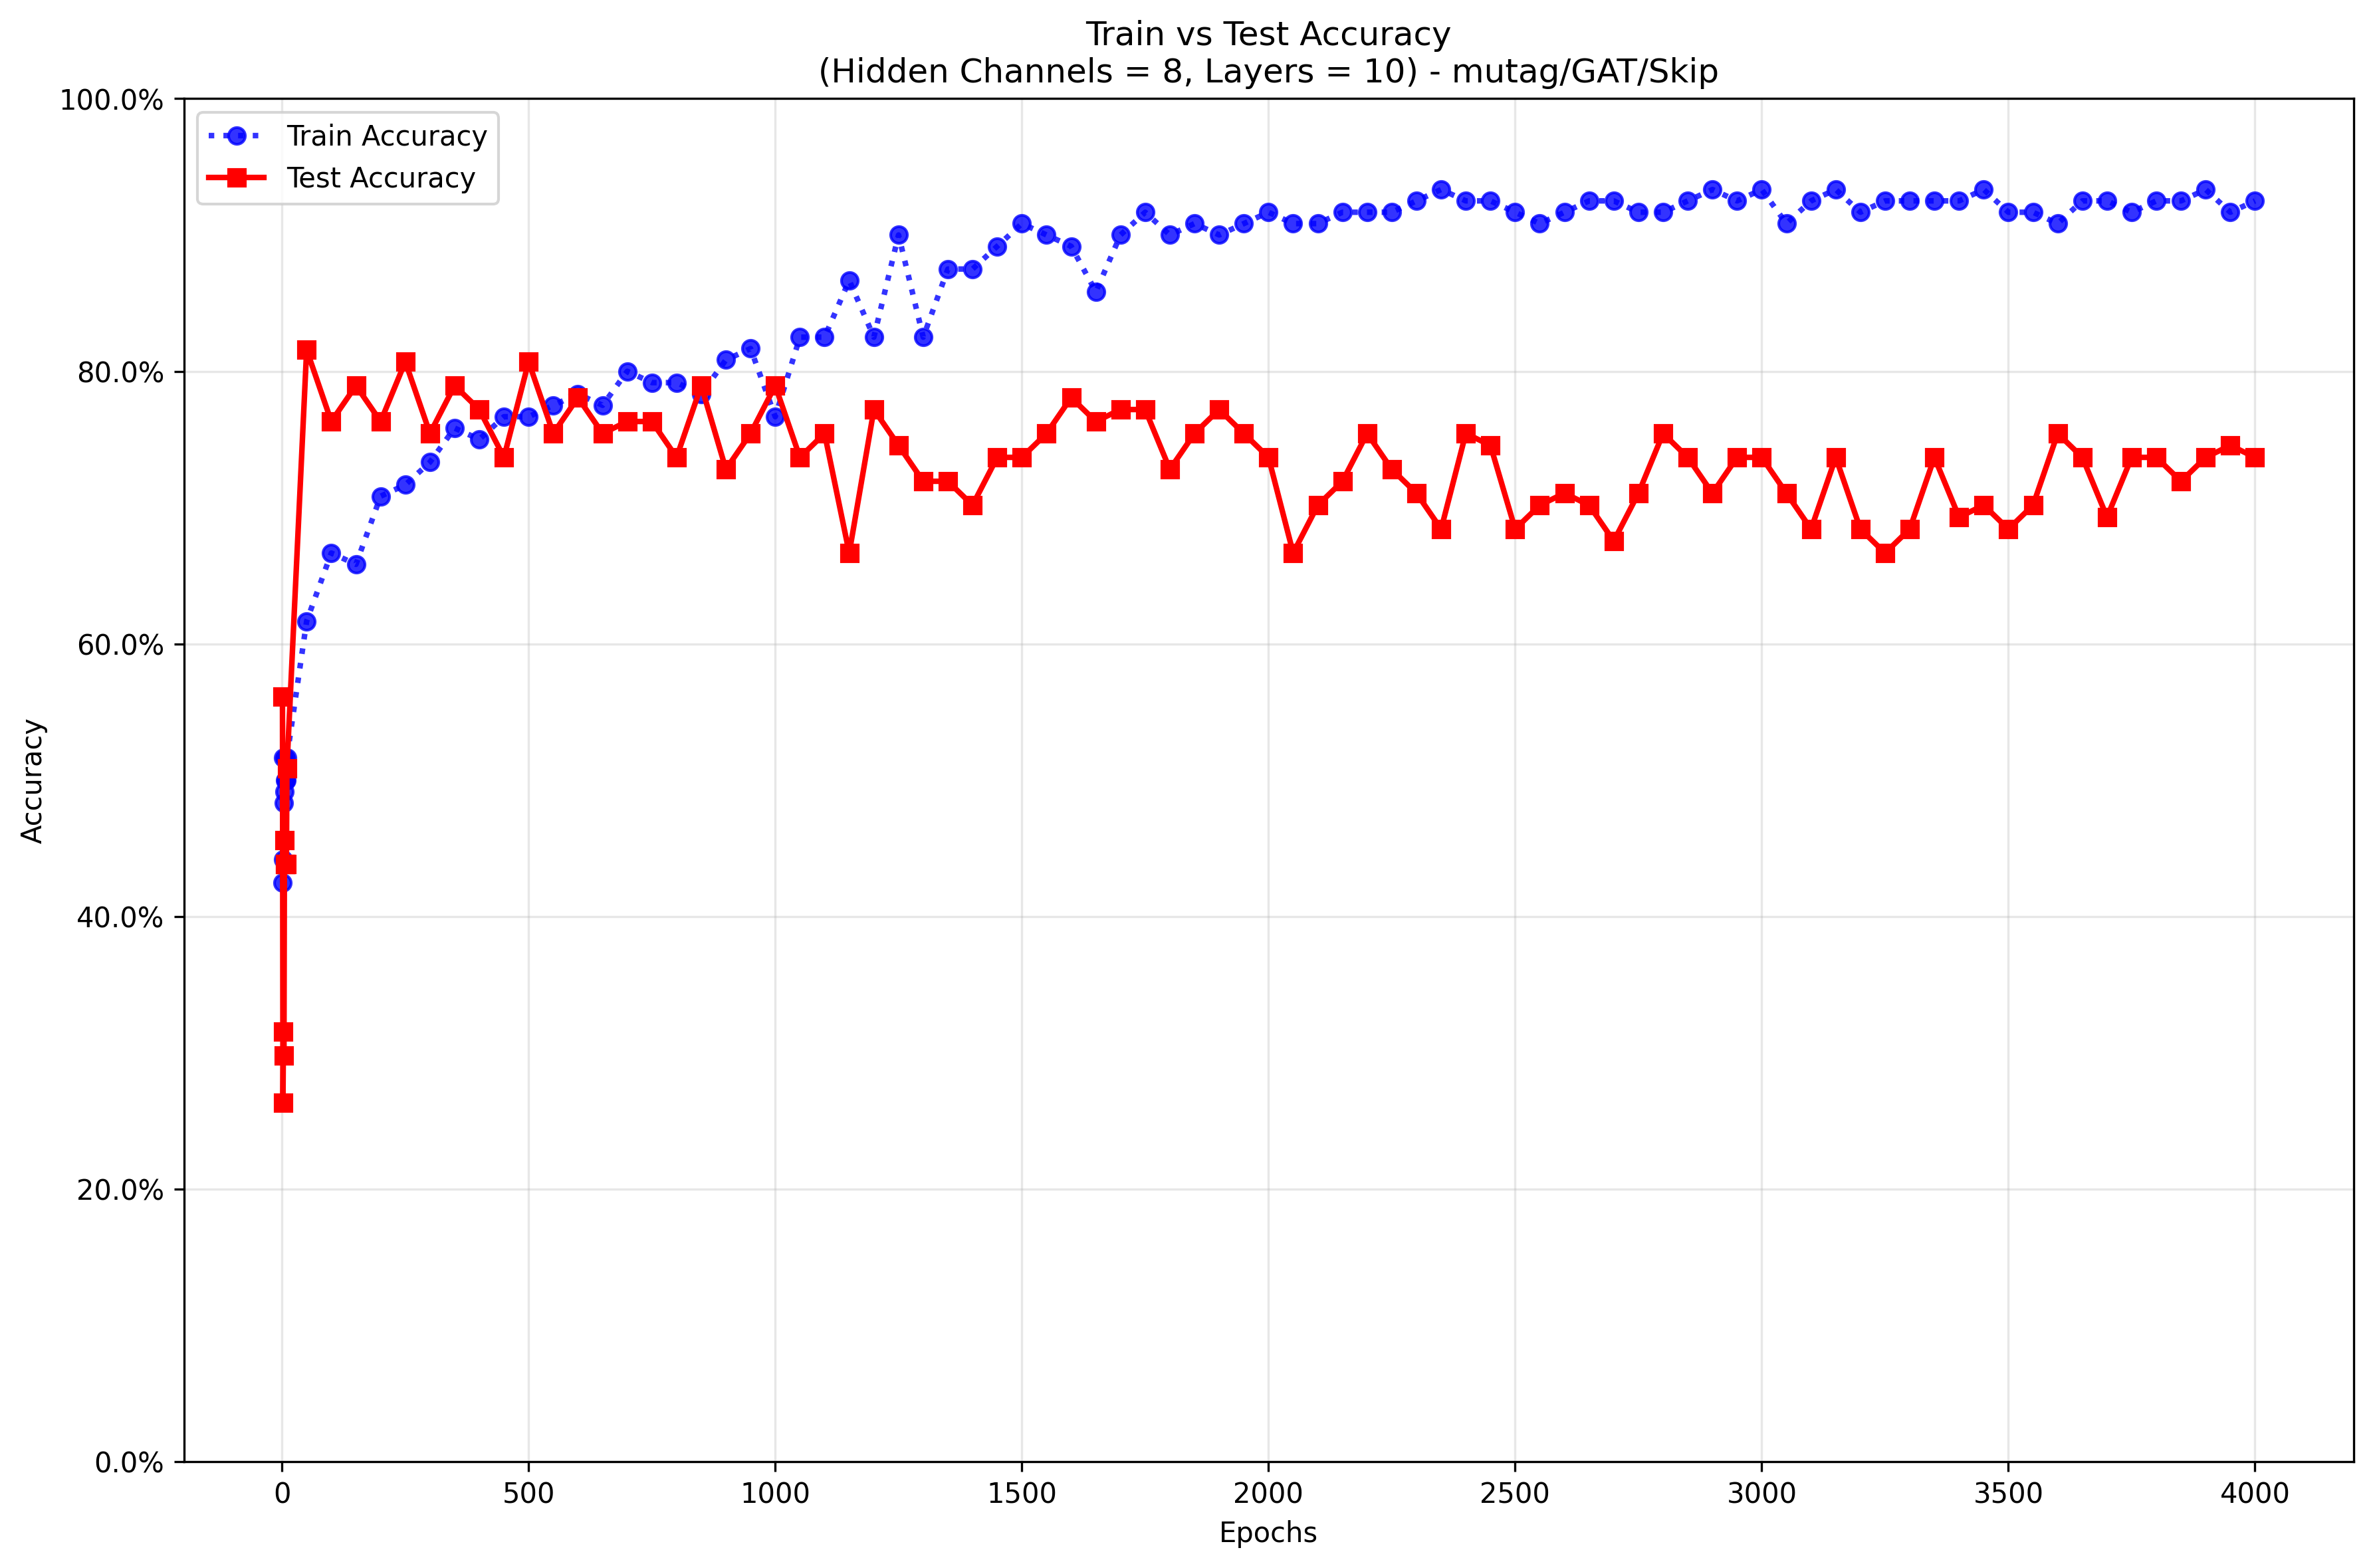 Train vs Test Accuracy
(Hidden Channels = 8, Layers = 10) - mutag/GAT/Skip
100.0%
80.0%
60.0%
40.0%
20.0%
0.0%
Accuracy
Train Accuracy
Test Accuracy
0
500
1000
1500
2000
2500
3000
3500
4000
Epochs